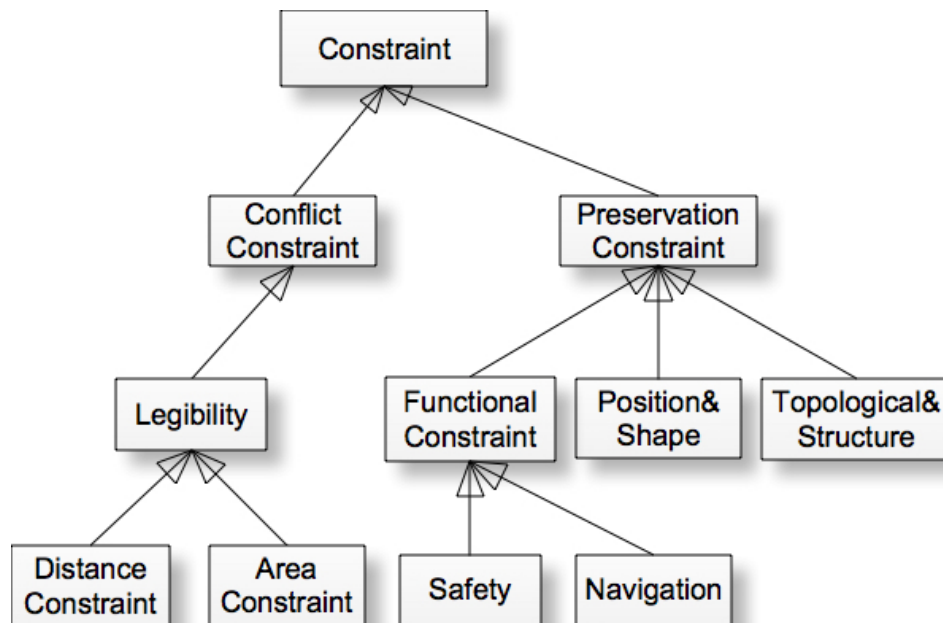 Constraint
Conflict
Constraint
Preservation
Constraint
Legibility
Functional
Constraint
Position&
Shape
Topological&
Structure
Distance
Constraint
Area
Constraint
Safety
Navigation